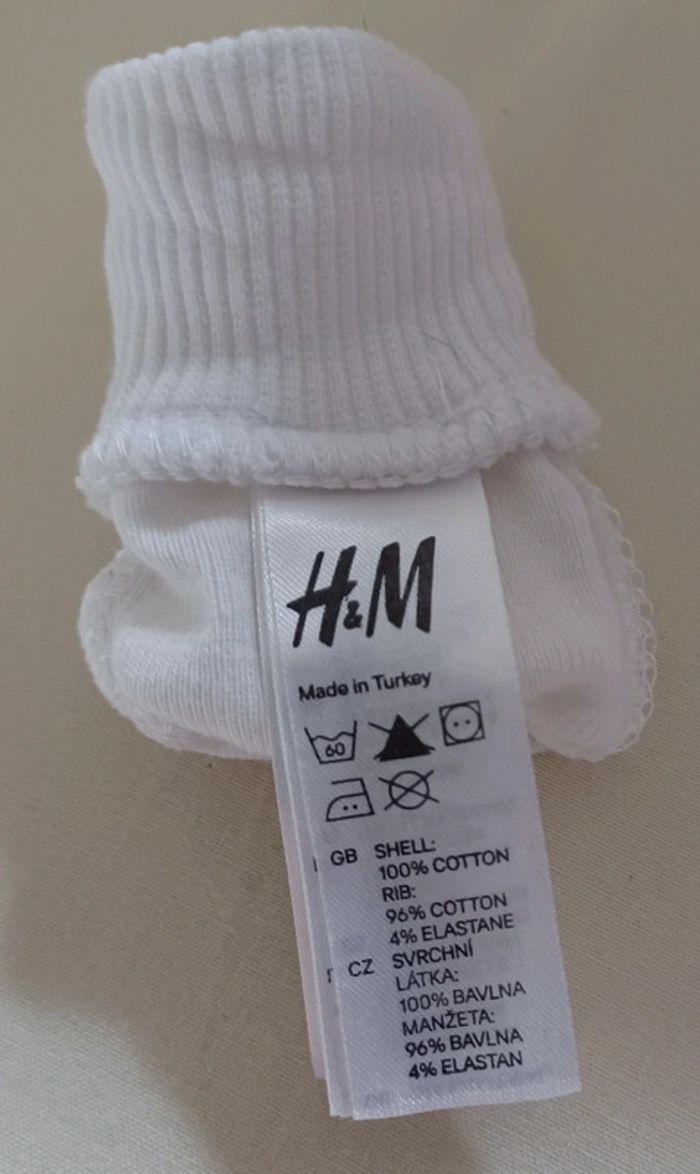 H&M
Made in Turkey
60
GB SHELL:
100% COTTON
RIB:
96% COTTON
4% ELASTANE
CZ SVRCHNÍ
LÁTKA:
100% BAVLNA
MANŽETA:
96% BAVLNA
4% ELASTAN